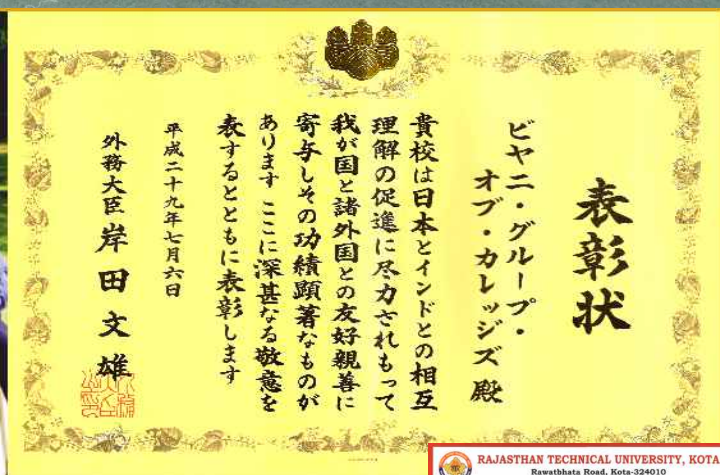 表彰状
ビヤニ・グループ・
オブ・カレッジズ 殿
貴校は日本とインドとの相互
理解の促進に尽力されもって
我が国と諸外国との友好親善に
寄与しその功績顕著なものが
あります ここに深甚なる敬意を
表するとともに表彰します
平成二十九年七月六日
外務大臣 岸田文雄
RAJASTHAN TECHNICAL UNIVERSITY, KOTA
Rawathbhata Road, Kota-324010